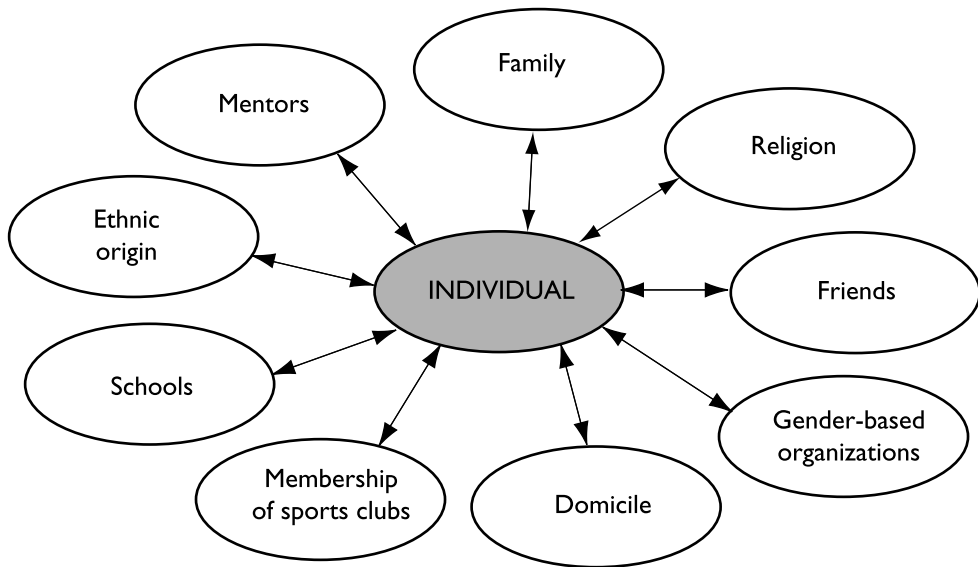 Family
Mentors
Religion
Ethnic
origin
INDIVIDUAL
Friends
Schools
Gender-based
organizations
Membership
of sports clubs
Domicile